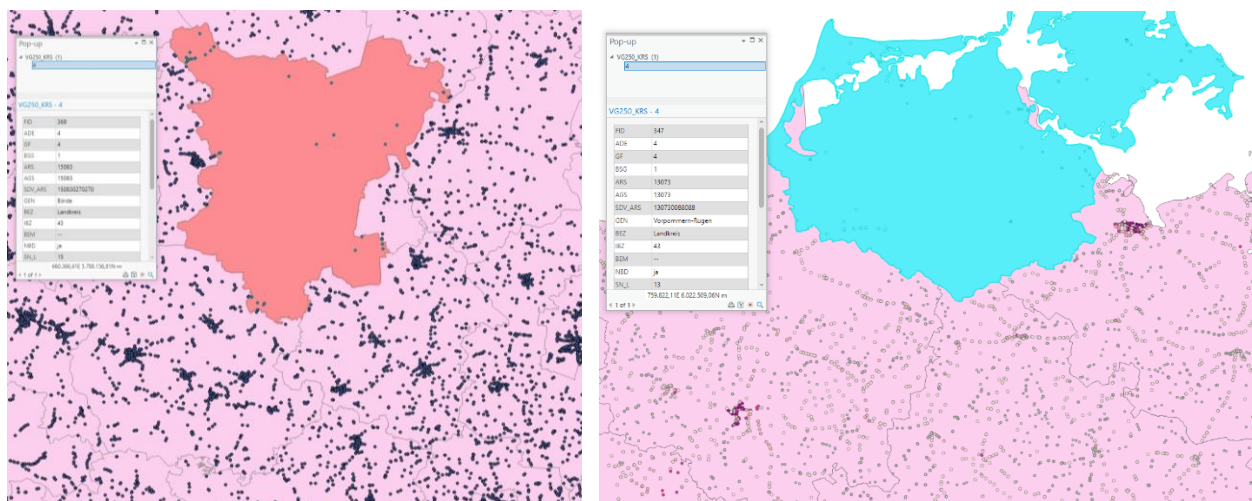 Pop-up
VG250_KRS (1)
4
VG250_KRS - 4
FID 368
ADE 4
GF 4
BSG 1
ARS 15083
AGS 15083
SDV_ARS 150830270270
GEN Börde
BEZ Landkreis
IBZ 43
BEM ---
NBD ja
SN_L 15
1 of 1
Pop-up
VG250_KRS (1)
4
VG250_KRS - 4
FID 347
ADE 4
GF 4
BSG 1
ARS 13073
AGS 13073
SDV_ARS 130730088088
GEN Vorpommern-Rügen
BEZ Landkreis
IBZ 43
BEM ---
NBD ja
SN_L 13
759.822,11E 6.022.509,06N m
1 of 1